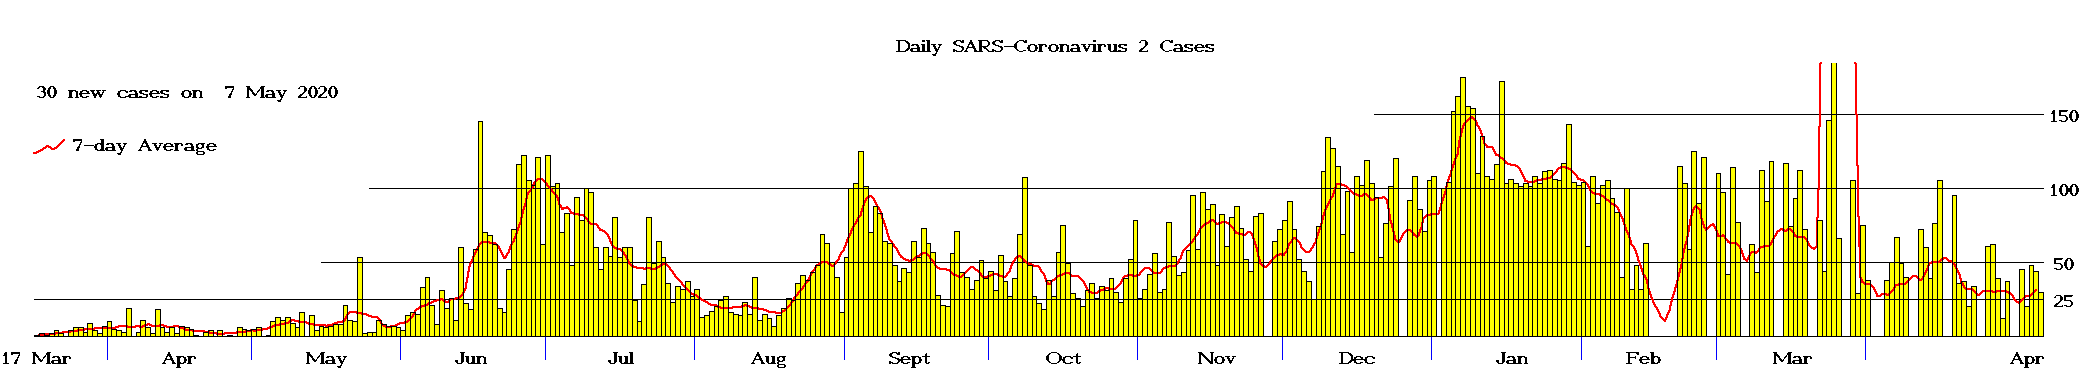 Daily SARS-Coronavirus 2 Cases
30 new cases on 7 May 2020
7-day Average
150
100
50
25
17 Mar Apr May Jun Jul Aug Sept Oct Nov Dec Jan Feb Mar Apr